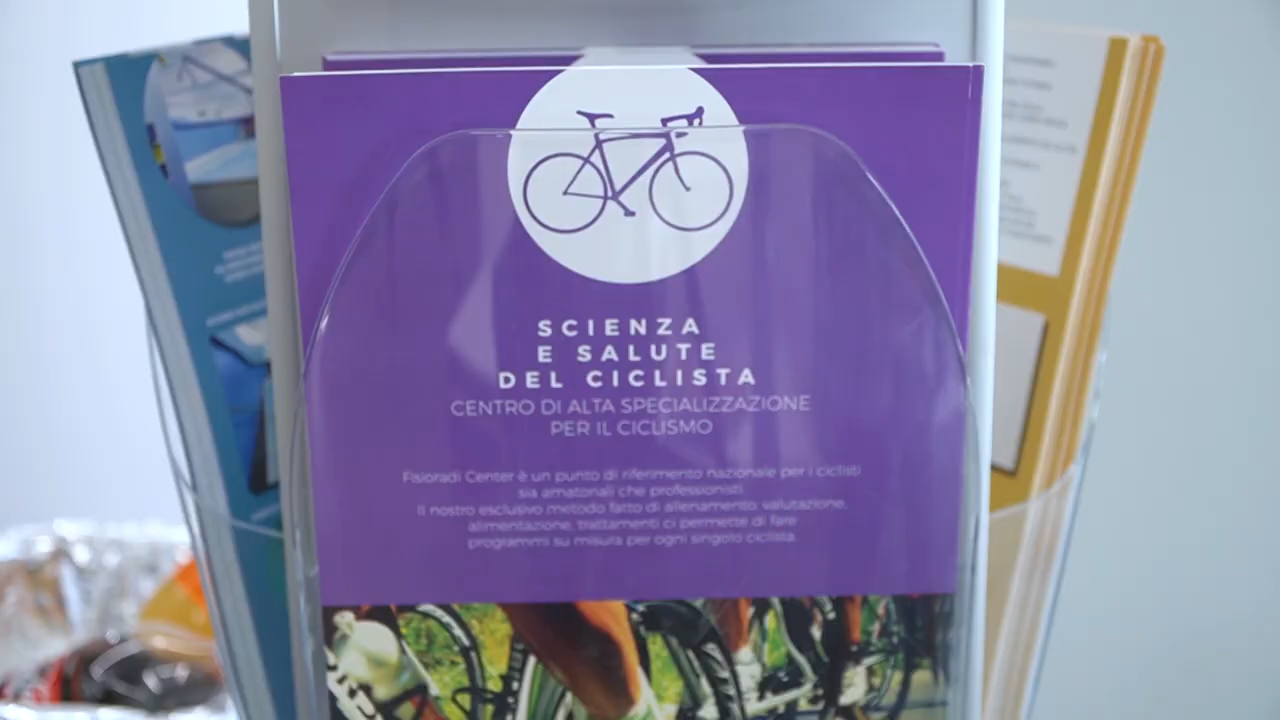 SCIENZA
E SALUTE
DEL CICLISTA
CENTRO DI ALTA SPECIALIZZAZIONE
PER IL CICLISMO
Fisioradi Center è un punto di riferimento nazionale per i ciclisti
sia amatoriali che professionisti.
Il nostro esclusivo metodo fatto di allenamento, valutazione,
alimentazione, trattamenti ci permette di fare
programmi su misura per ogni singolo ciclista.